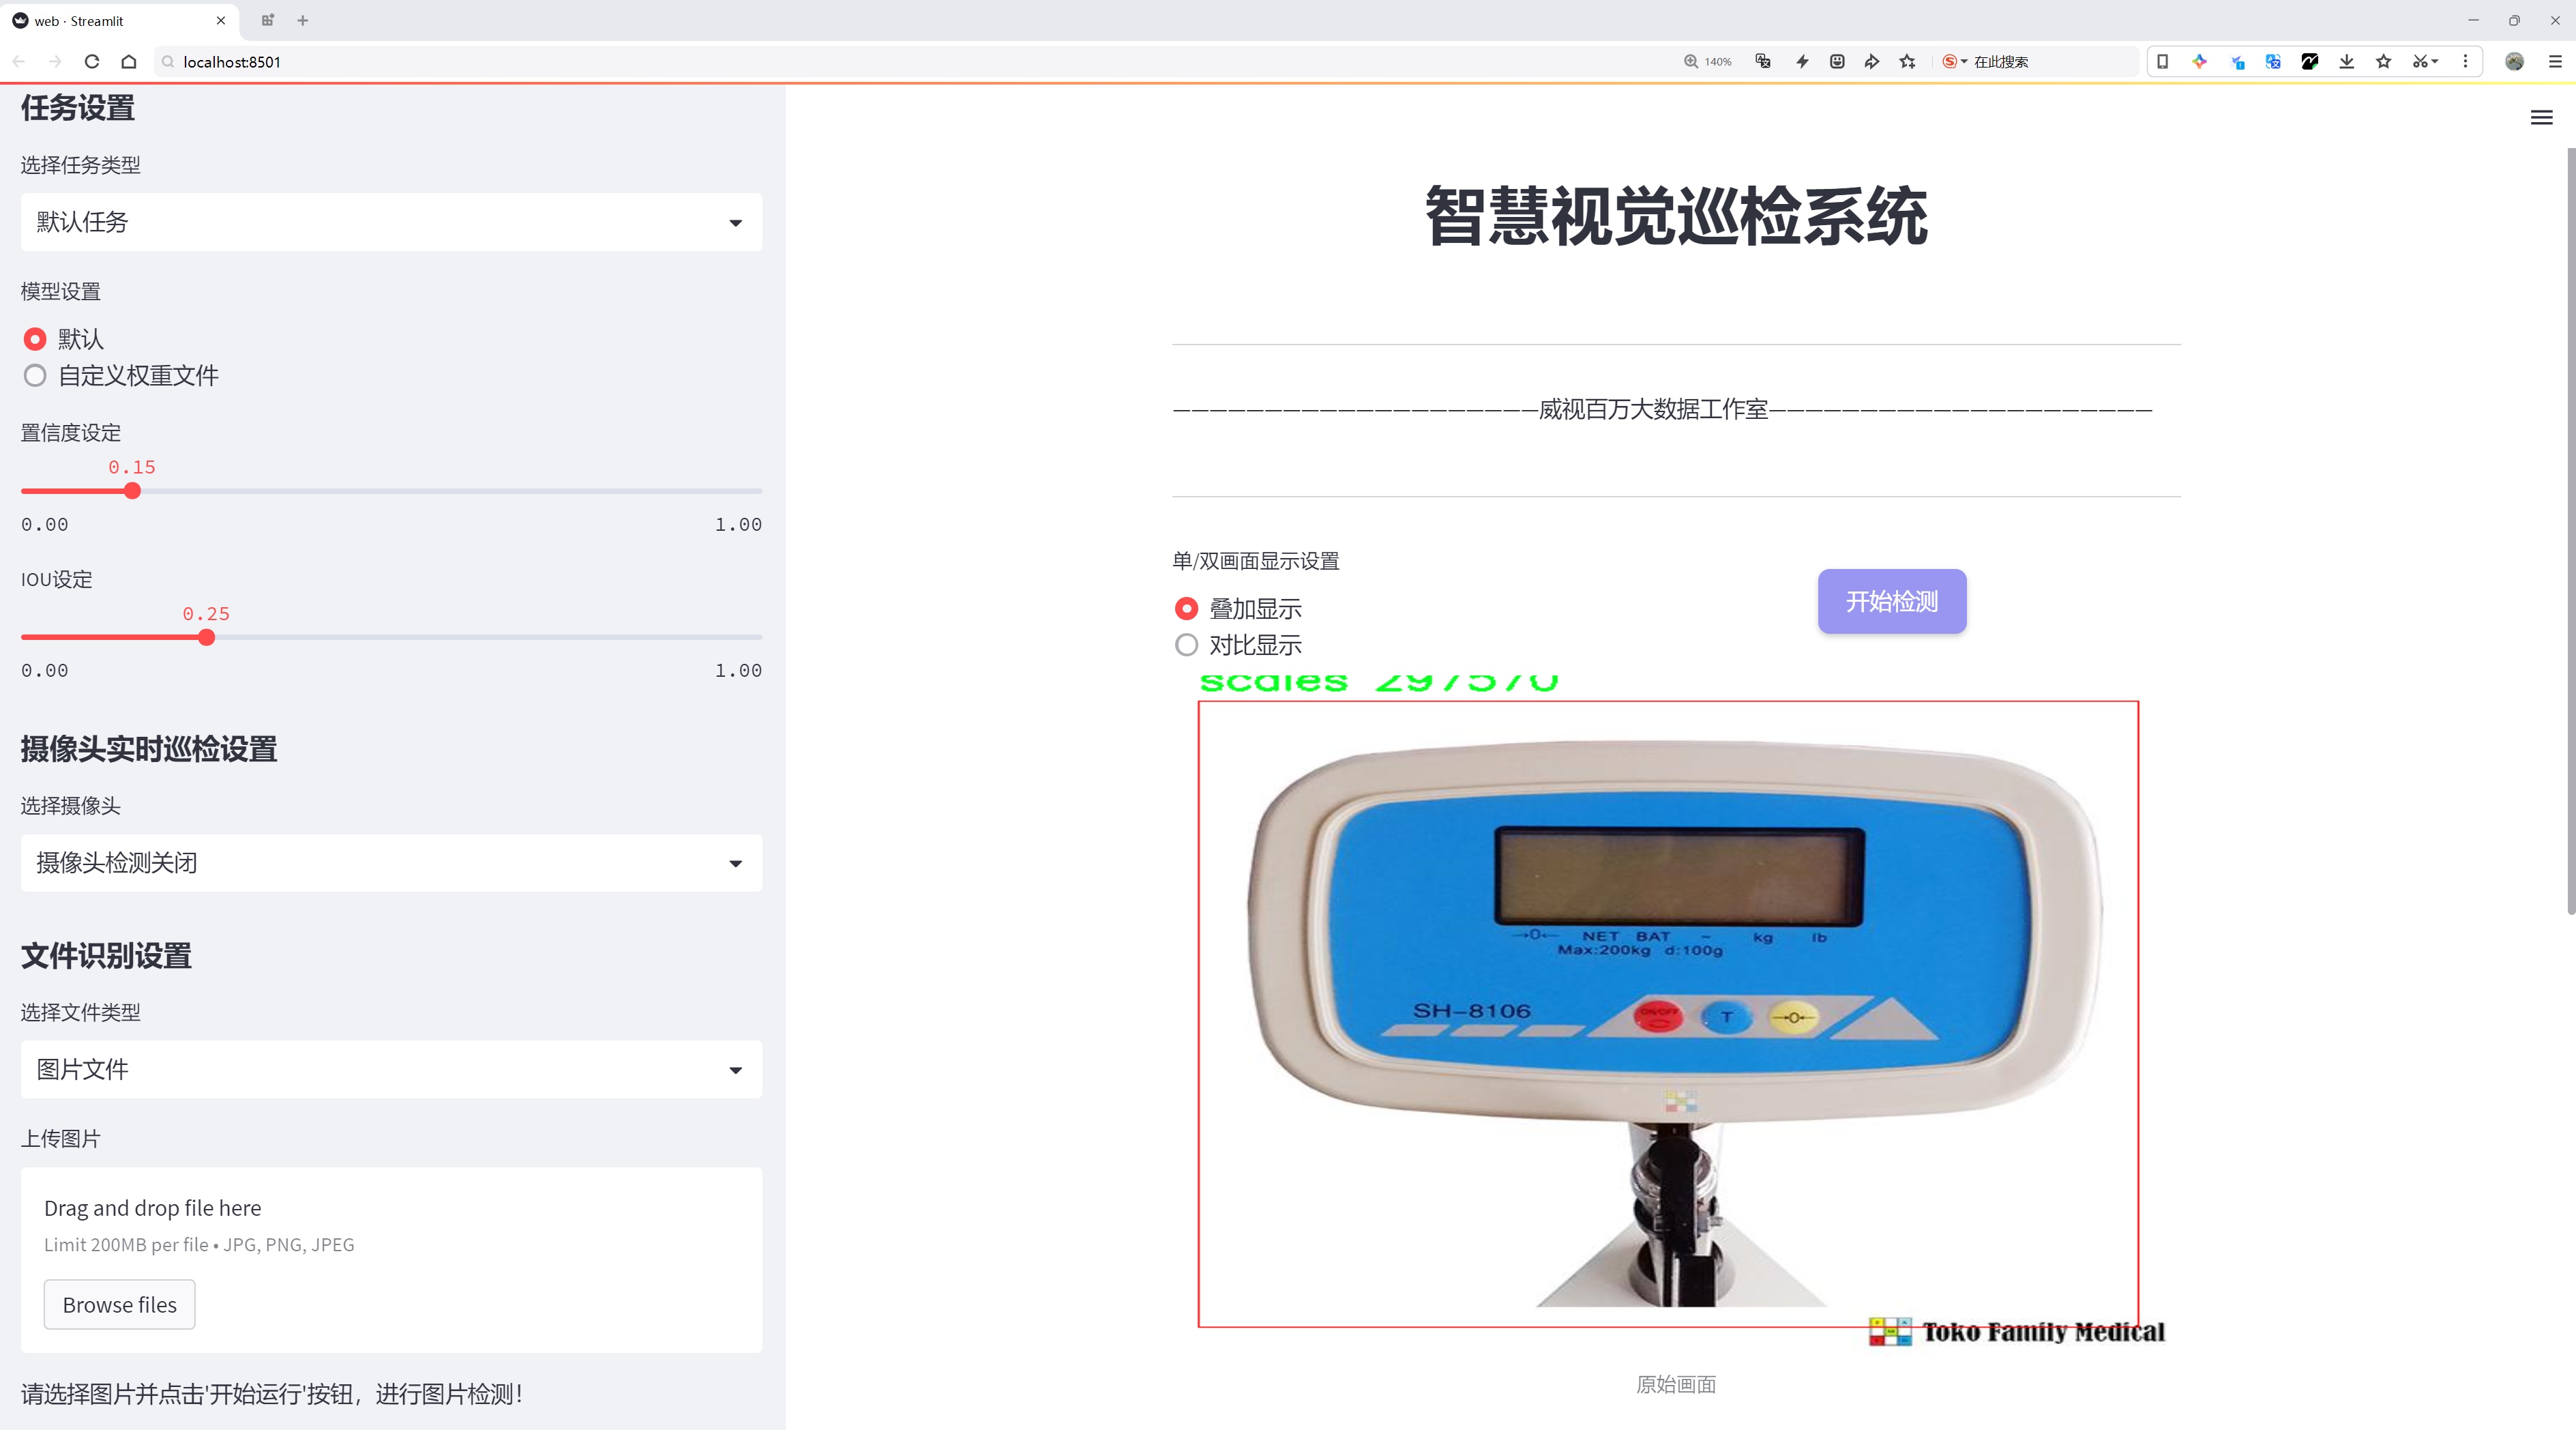 web · Streamlit
localhost:8501
140%
在此搜索
任务设置
选择任务类型
默认任务
模型设置
默认
自定义权重文件
置信度设定
0.15
0.00 1.00
IOU设定
0.25
0.00 1.00
摄像头实时巡检设置
选择摄像头
摄像头检测关闭
文件识别设置
选择文件类型
图片文件
上传图片
Drag and drop file here
Limit 200MB per file • JPG, PNG, JPEG
Browse files
请选择图片并点击'开始运行'按钮，进行图片检测！
智慧视觉巡检系统
————————————————————威视百万大数据工作室—————————————————————
单/双画面显示设置
叠加显示
对比显示
开始检测
scales 297570
→0← NET BAT ~ kg lb
Max:200kg d:100g
SH-8106
ON/OFF T →0←
Toko Family Medical
原始画面